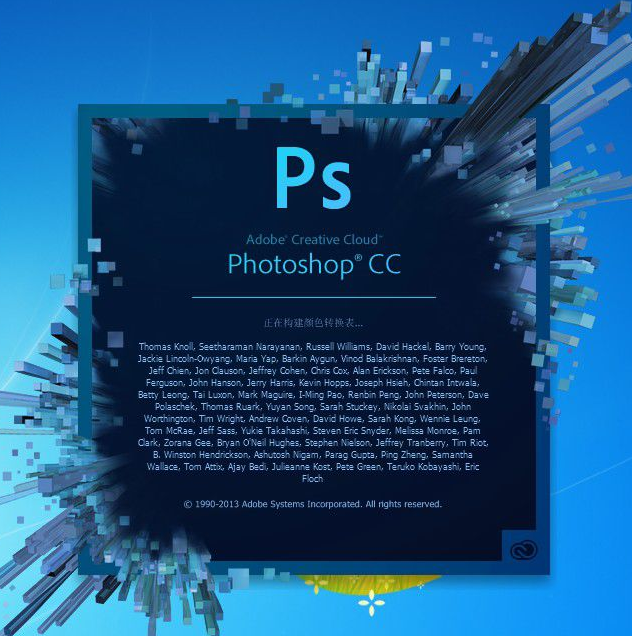 Ps
Adobe® Creative Cloud™
Photoshop® CC
正在构建颜色转换表...
Thomas Knoll, Seetharaman Narayanan, Russell Williams, David Hackel, Barry Young,
Jackie Lincoln-Owyang, Maria Yap, Barkin Aygun, Vinod Balakrishnan, Foster Brereton,
Jeff Chien, Jon Clauson, Jeffrey Cohen, Chris Cox, Alan Erickson, Pete Falco, Paul
Ferguson, John Hanson, Jerry Harris, Kevin Hopps, Joseph Hsieh, Chintan Intwala,
Betty Leong, Tai Luxon, Mark Maguire, I-Ming Pao, Renbin Peng, John Peterson, Dave
Polaschek, Thomas Ruark, Yuyan Song, Sarah Stuckey, Nikolai Svakhin, John
Worthington, Tim Wright, Andrew Coven, David Howe, Sarah Kong, Wennie Leung,
Tom McRae, Jeff Sass, Yukie Takahashi, Steven Eric Snyder, Melissa Monroe, Pam
Clark, Zorana Gee, Bryan O'Neil Hughes, Stephen Nielson, Jeffrey Tranberry, Tim Riot,
B. Winston Hendrickson, Ashutosh Nigam, Parag Gupta, Ping Zheng, Samantha
Wallace, Tom Attix, Ajay Bedi, Julieanne Kost, Pete Green, Teruko Kobayashi, Eric
Floch
© 1990-2013 Adobe Systems Incorporated. All rights reserved.